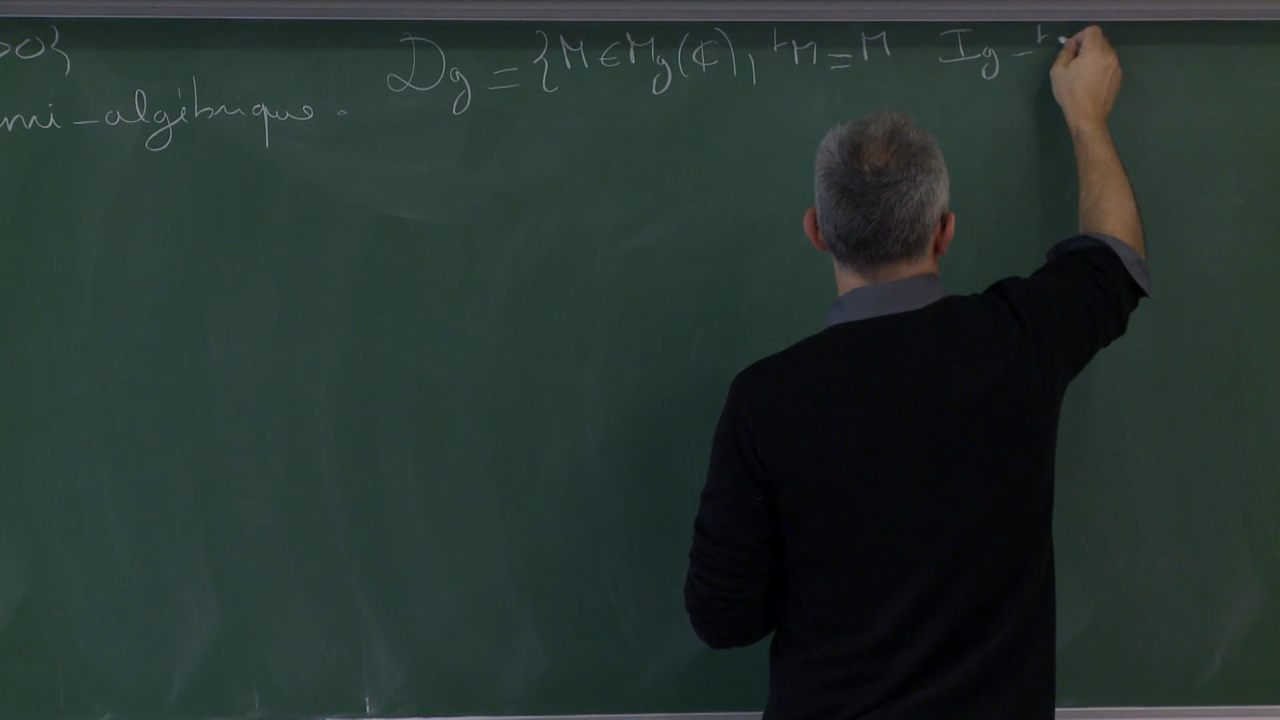 >0}
D_g = {M ∈ M_g(ℂ), ᵗM = M I_g - ᵗ
-algébrique.